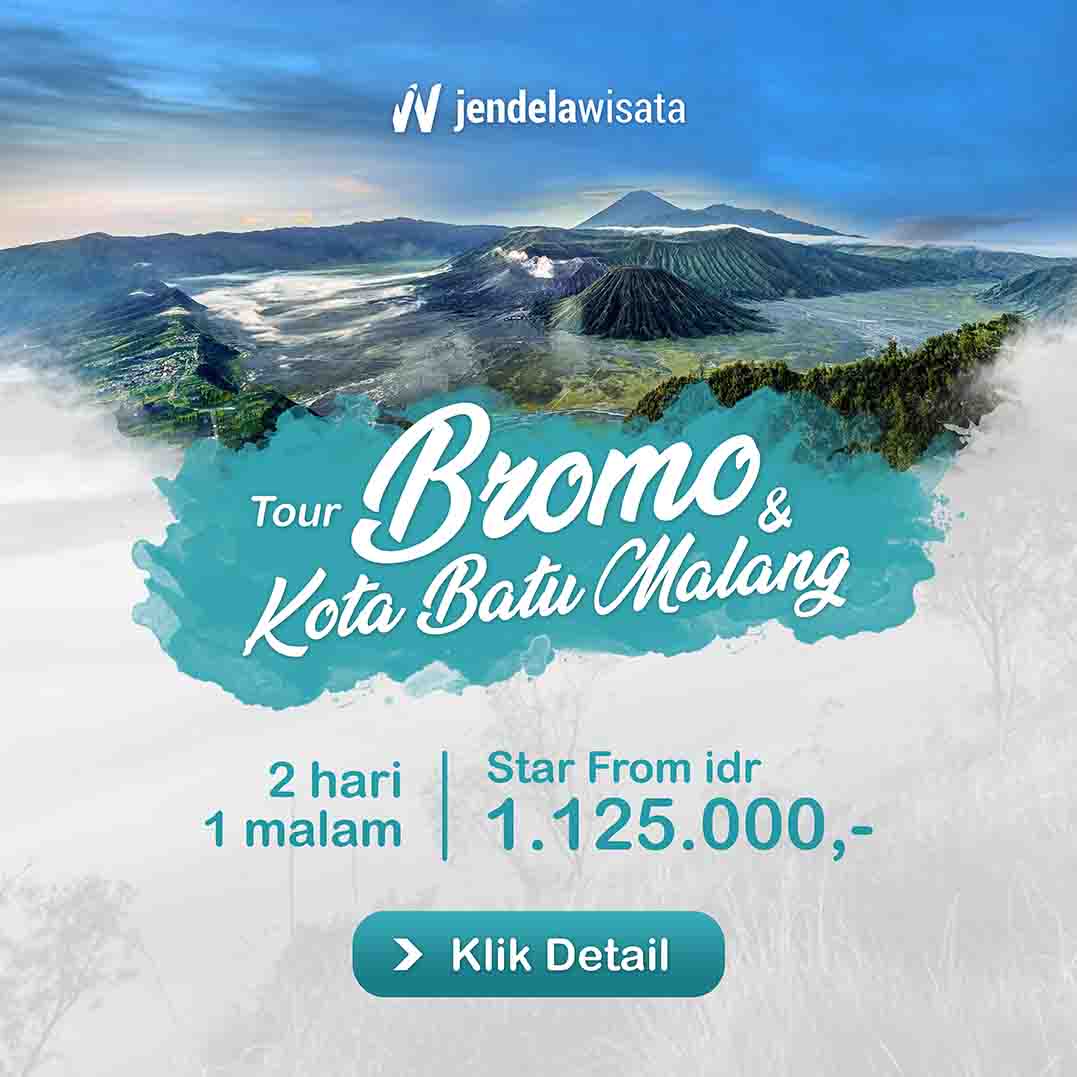 jendelawisata
Tour Bromo &
Kota Batu Malang
2 hari
1 malam
Star From idr
1.125.000,-
Klik Detail